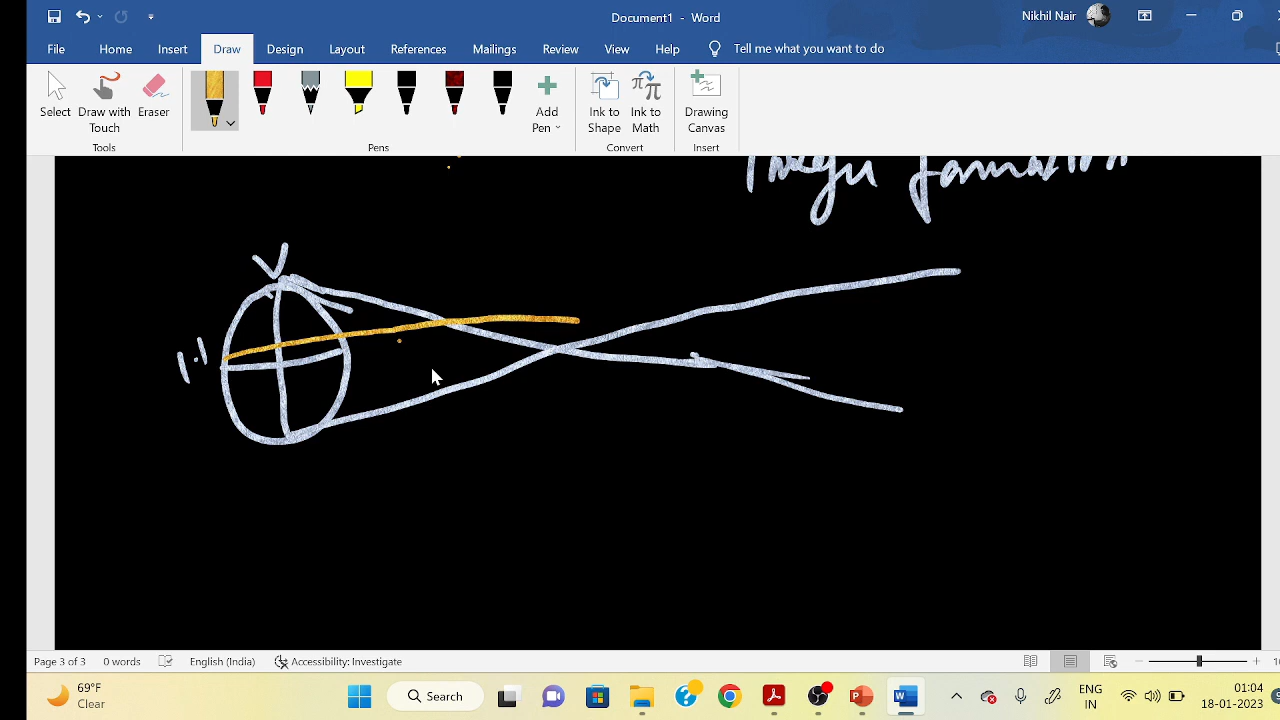 Document1 - Word
Nikhil Nair
File Home Insert Draw Design Layout References Mailings Review View Help Tell me what you want to do
Select Draw with Touch Eraser Add Pen Ink to Shape Ink to Math Drawing Canvas
Tools Pens Convert Insert
V
H
Page 3 of 3 0 words English (India) Accessibility: Investigate
69°F
Clear
Search
ENG
IN
01:04
18-01-2023